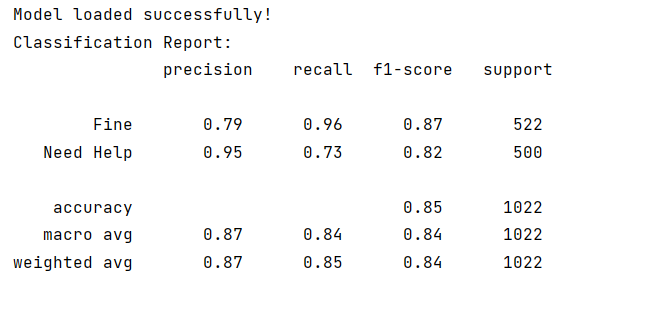 Model loaded successfully!
Classification Report:
precision recall f1-score support
Fine 0.79 0.96 0.87 522
Need Help 0.95 0.73 0.82 500
accuracy 0.85 1022
macro avg 0.87 0.84 0.84 1022
weighted avg 0.87 0.85 0.84 1022